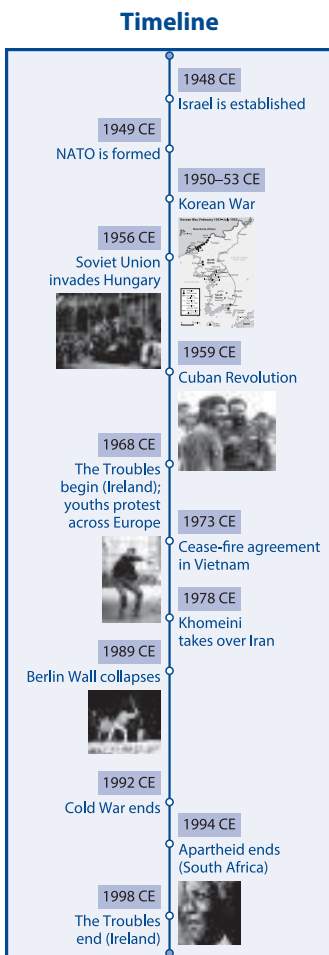 Timeline
1948 CE
Israel is established
1949 CE
NATO is formed
1950–53 CE
Korean War
1956 CE
Soviet Union
invades Hungary
1959 CE
Cuban Revolution
1968 CE
The Troubles
begin (Ireland);
youths protest
across Europe
1973 CE
Cease-fire agreement
in Vietnam
1978 CE
Khomeini
takes over Iran
1989 CE
Berlin Wall collapses
1992 CE
Cold War ends
1994 CE
Apartheid ends
(South Africa)
1998 CE
The Troubles
end (Ireland)